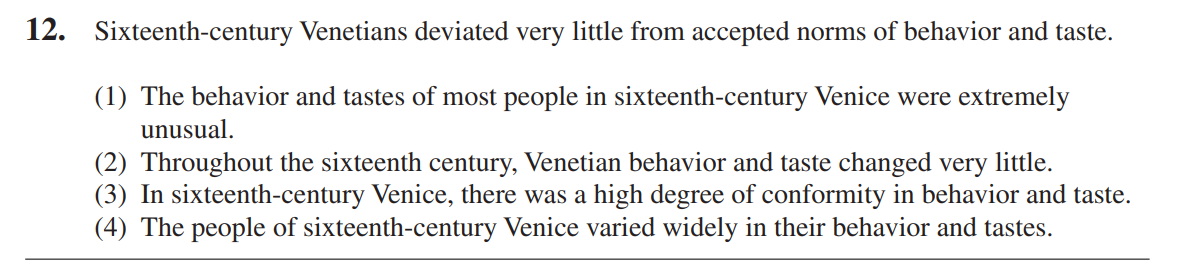 12. Sixteenth-century Venetians deviated very little from accepted norms of behavior and taste.
(1) The behavior and tastes of most people in sixteenth-century Venice were extremely
unusual.
(2) Throughout the sixteenth century, Venetian behavior and taste changed very little.
(3) In sixteenth-century Venice, there was a high degree of conformity in behavior and taste.
(4) The people of sixteenth-century Venice varied widely in their behavior and tastes.